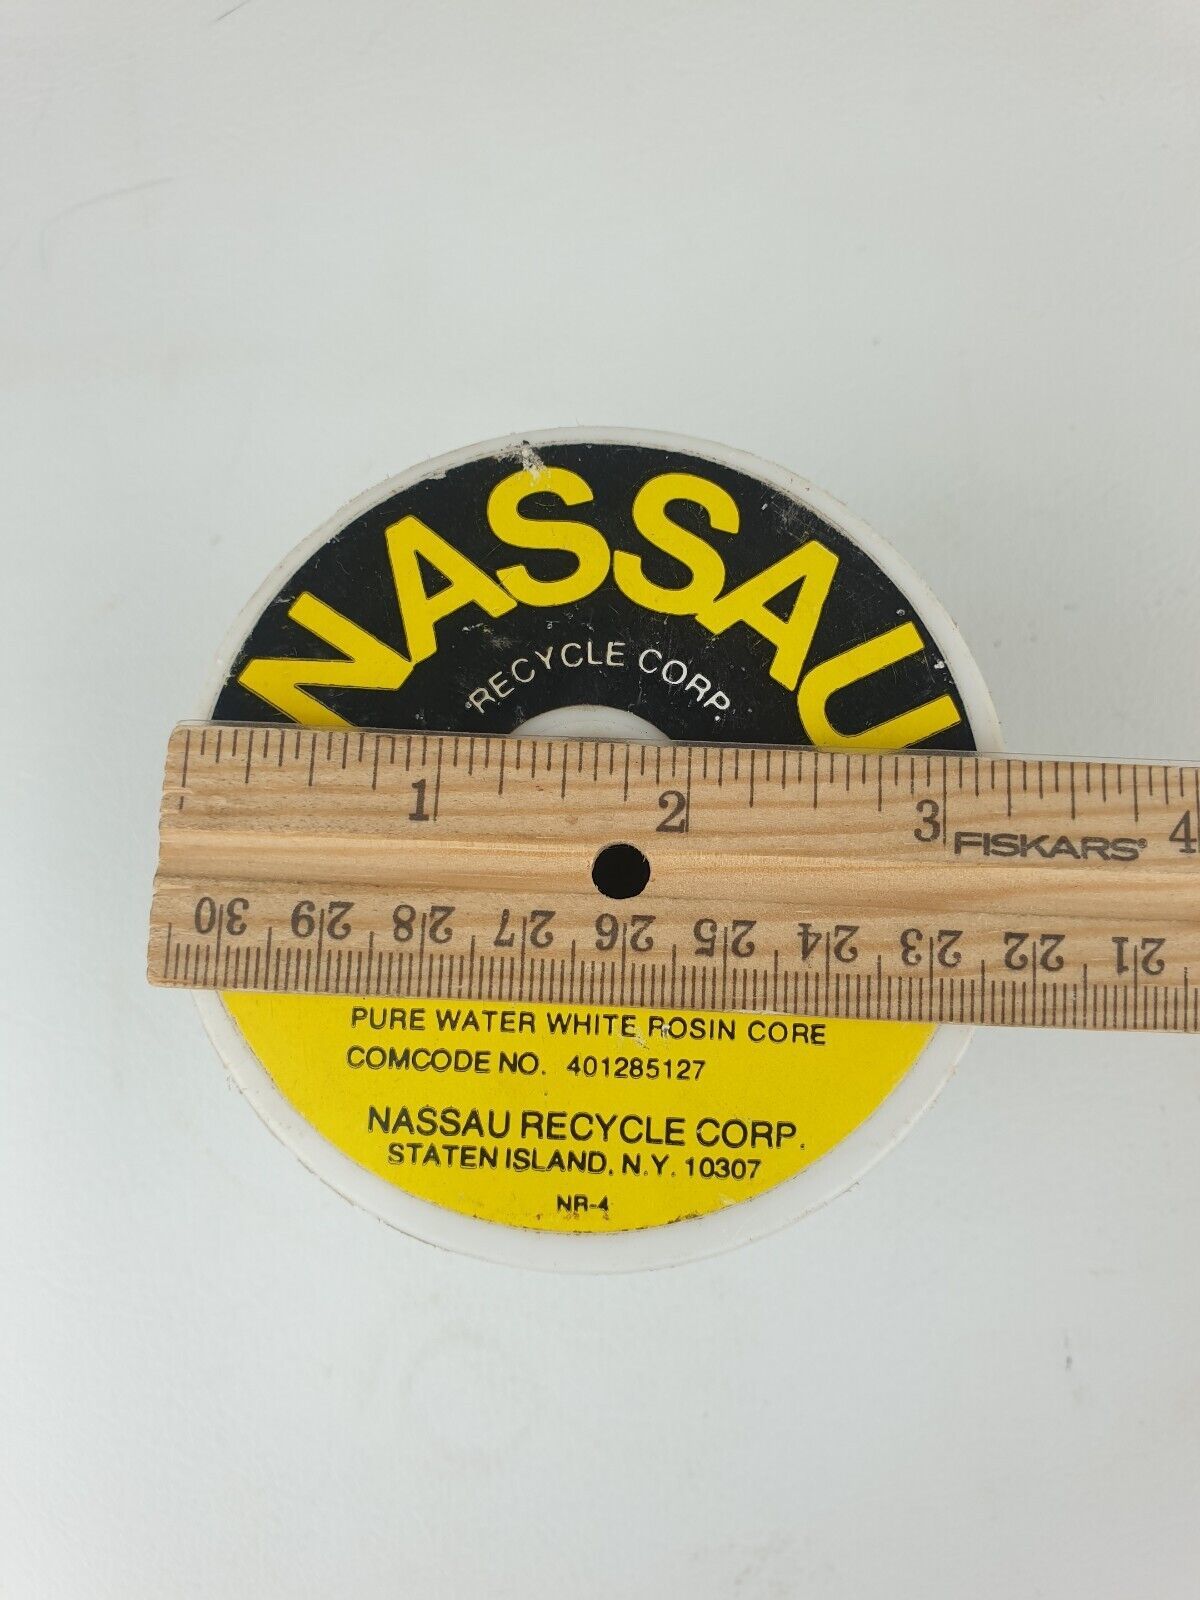 NASSAU
RECYCLE CORP.
1 2 3 4
FISKARS®
30 29 28 27 26 25 24 23 22 21
PURE WATER WHITE ROSIN CORE
COMCODE NO. 401285127
NASSAU RECYCLE CORP.
STATEN ISLAND, N.Y. 10307
NR-4